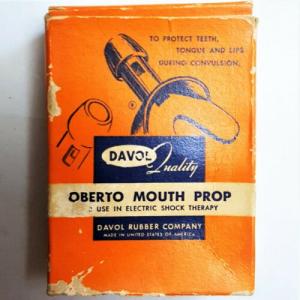 TO PROTECT TEETH,
TONGUE AND LIPS
DURING CONVULSION,
DAVOL
Quality
OBERTO MOUTH PROP
USE IN ELECTRIC SHOCK THERAPY
DAVOL RUBBER COMPANY
MADE IN UNITED STATES OF AMERICA